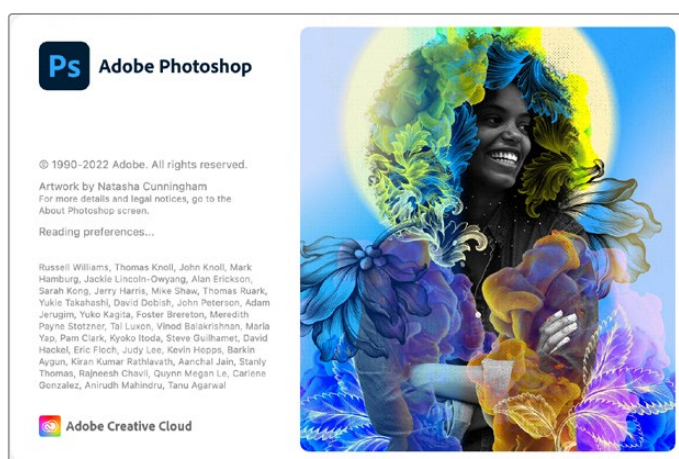 Ps Adobe Photoshop
© 1990-2022 Adobe. All rights reserved.
Artwork by Natasha Cunningham
For more details and legal notices, go to the
About Photoshop screen.
Reading preferences...
Russell Williams, Thomas Knoll, John Knoll, Mark
Hamburg, Jackie Lincoln-Owyang, Alan Erickson,
Sarah Kong, Jerry Harris, Mike Shaw, Thomas Ruark,
Yukie Takahashi, David Dobish, John Peterson, Adam
Jerugim, Yuko Kagita, Foster Brereton, Meredith
Payne Stotzner, Tai Luxon, Vinod Balakrishnan, Maria
Yap, Pam Clark, Kyoko Itoda, Steve Guilhamet, David
Hackel, Eric Floch, Judy Lee, Kevin Hopps, Barkin
Aygun, Kiran Kumar Rathlavath, Aanchal Jain, Stanly
Thomas, Rajneesh Chavli, Quynn Megan Le, Carlene
Gonzalez, Anirudh Mahindru, Tanu Agarwal
Adobe Creative Cloud